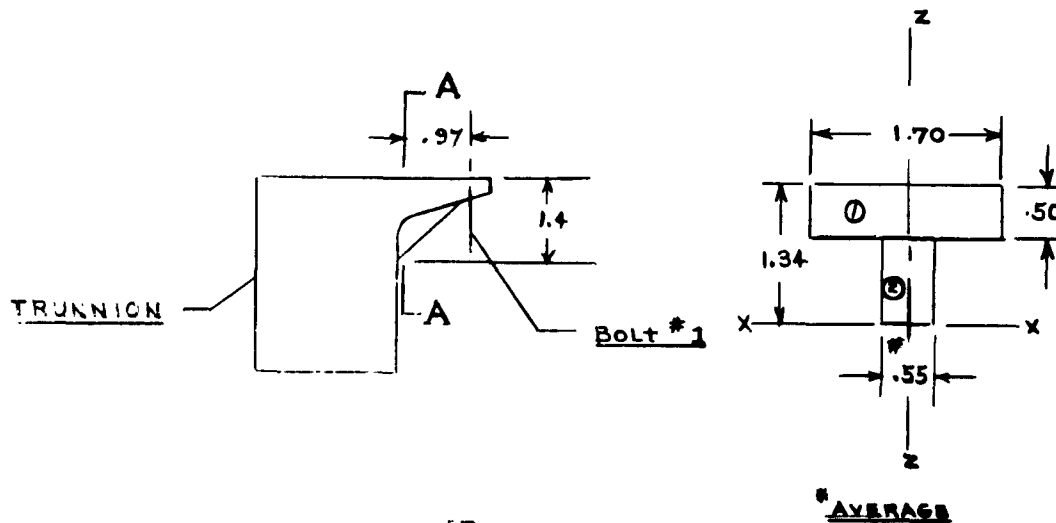 Z
A
.97
1.70
1
.50
1.4
1.34
2
TRUNNION
A
BOLT #1
X
X
#
.55
Z
# AVERAGE